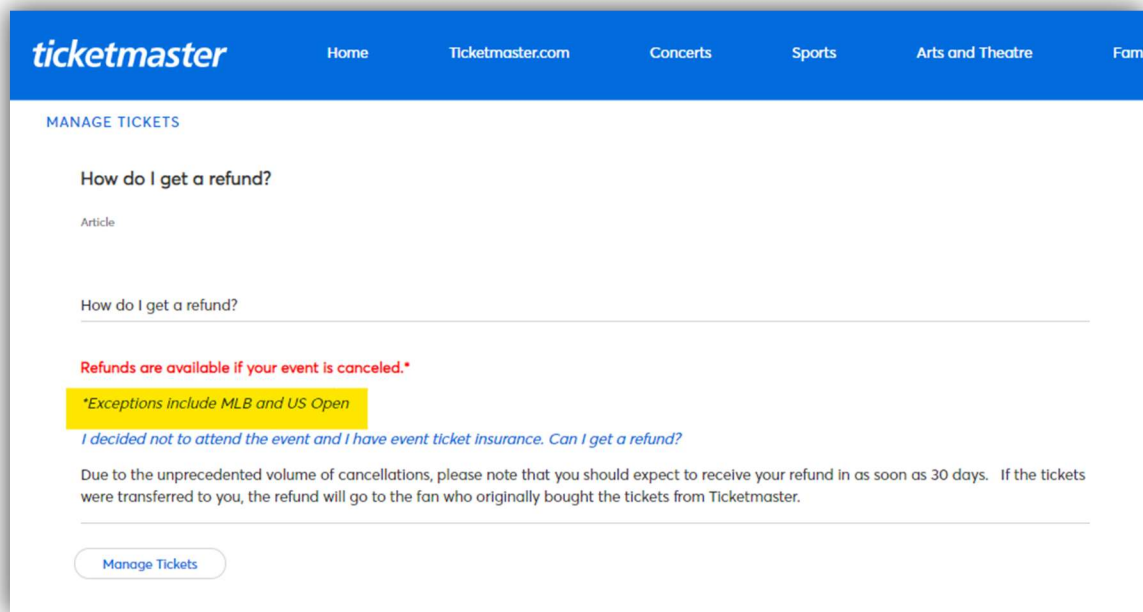 ticketmaster Home Ticketmaster.com Concerts Sports Arts and Theatre Fam
MANAGE TICKETS
How do I get a refund?
Article
How do I get a refund?
Refunds are available if your event is canceled.*
*Exceptions include MLB and US Open
I decided not to attend the event and I have event ticket insurance. Can I get a refund?
Due to the unprecedented volume of cancellations, please note that you should expect to receive your refund in as soon as 30 days. If the tickets
were transferred to you, the refund will go to the fan who originally bought the tickets from Ticketmaster.
Manage Tickets